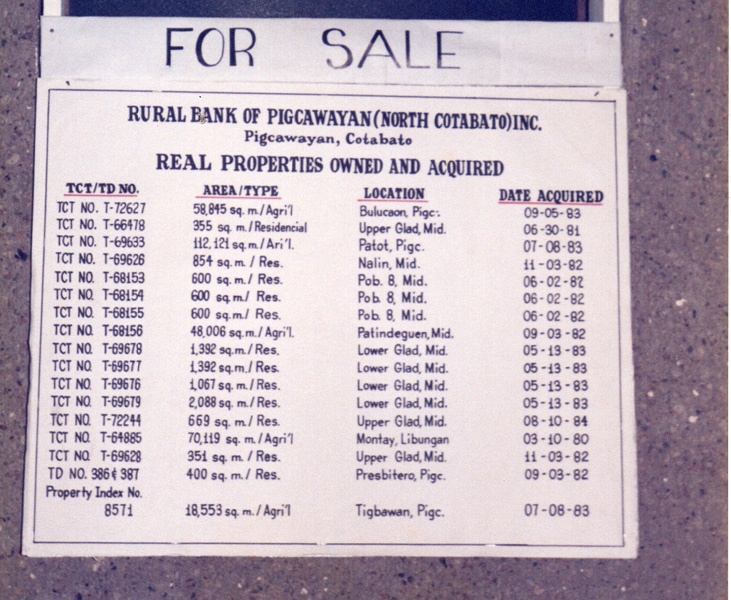 FOR SALE
RURAL BANK OF PIGCAWAYAN (NORTH COTABATO) INC.
Pigcawayan, Cotabato
REAL PROPERTIES OWNED AND ACQUIRED
TCT/TD NO. AREA/TYPE LOCATION DATE ACQUIRED
TCT NO. T-72627 58,845 sq. m./Agri'l Bulucaon, Pigc. 09-05-83
TCT NO. T-66478 355 sq. m./Residencial Upper Glad, Mid. 06-30-81
TCT NO. T-69633 112,121 sq. m./Ari'l. Patot, Pigc. 07-08-83
TCT NO. T-69626 854 sq. m./ Res. Nalin, Mid. 11-03-82
TCT NO. T-68153 600 sq. m./ Res. Pob. 8, Mid. 06-02-82
TCT NO. T-68154 600 sq. m./ Res. Pob. 8, Mid. 06-02-82
TCT NO. T-68155 600 sq. m./ Res. Pob. 8, Mid. 06-02-82
TCT NO. T-68156 48,006 sq. m./Agri'l. Patindeguen, Mid. 09-03-82
TCT NO. T-69678 1,392 sq. m./ Res. Lower Glad, Mid. 05-13-83
TCT NO. T-69677 1,392 sq. m./ Res. Lower Glad, Mid. 05-13-83
TCT NO. T-69676 1,067 sq. m./ Res. Lower Glad, Mid. 05-13-83
TCT NO. T-69679 2,088 sq. m./ Res. Lower Glad, Mid. 05-13-83
TCT NO. T-72244 669 sq. m./ Res. Upper Glad, Mid. 08-10-84
TCT NO. T-64885 70,119 sq. m./Agri'l Montay, Libungan 03-10-80
TCT NO. T-69628 351 sq. m./ Res. Upper Glad, Mid. 11-03-82
TD NO. 386 & 387 400 sq. m./ Res. Presbitero, Pigc. 09-03-82
Property Index No.
8571 18,553 sq. m./Agri'l Tigbawan, Pigc. 07-08-83